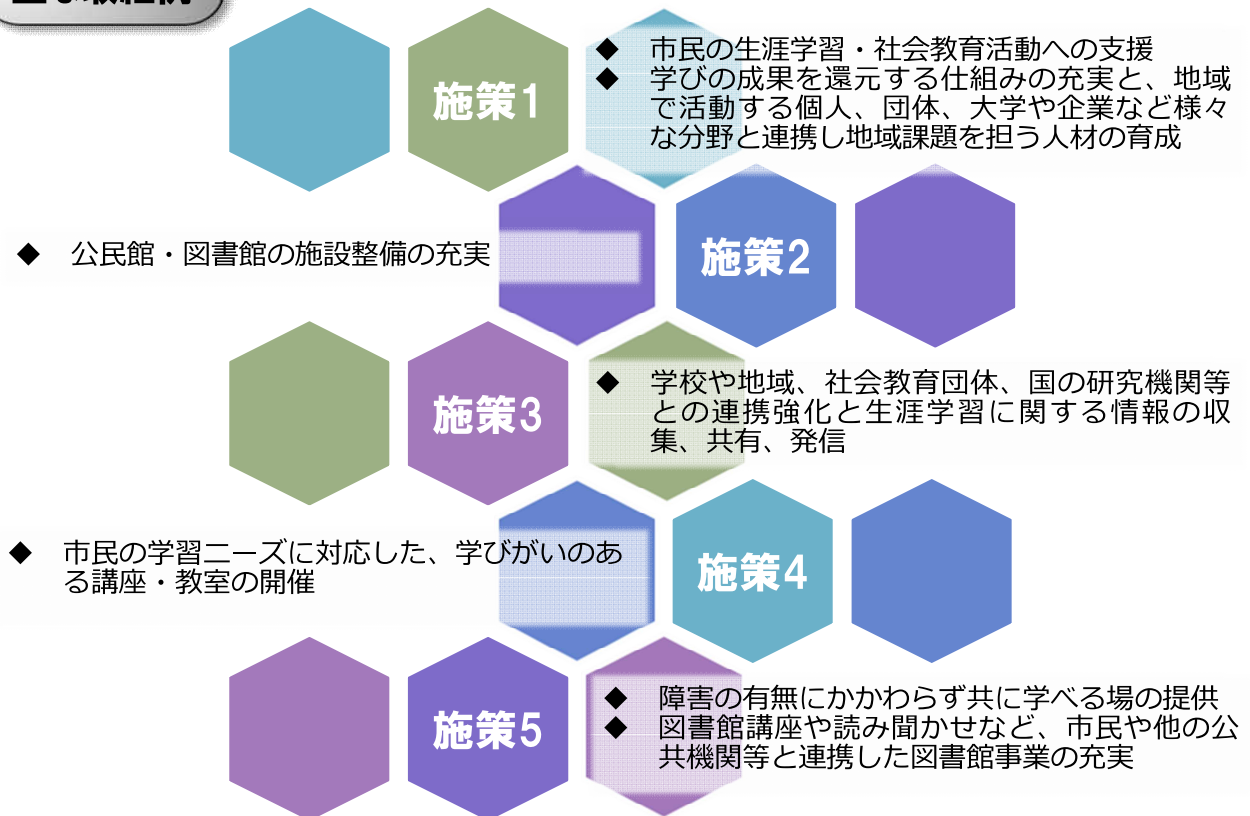 施策1
◆ 市民の生涯学習・社会教育活動への支援
◆ 学びの成果を還元する仕組みの充実と、地域
で活動する個人、団体、大学や企業など様々
な分野と連携し地域課題を担う人材の育成
施策2
◆ 公民館・図書館の施設整備の充実
施策3
◆ 学校や地域、社会教育団体、国の研究機関等
との連携強化と生涯学習に関する情報の収
集、共有、発信
施策4
◆ 市民の学習ニーズに対応した、学びがいのあ
る講座・教室の開催
施策5
◆ 障害の有無にかかわらず共に学べる場の提供
◆ 図書館講座や読み聞かせなど、市民や他の公
共機関等と連携した図書館事業の充実